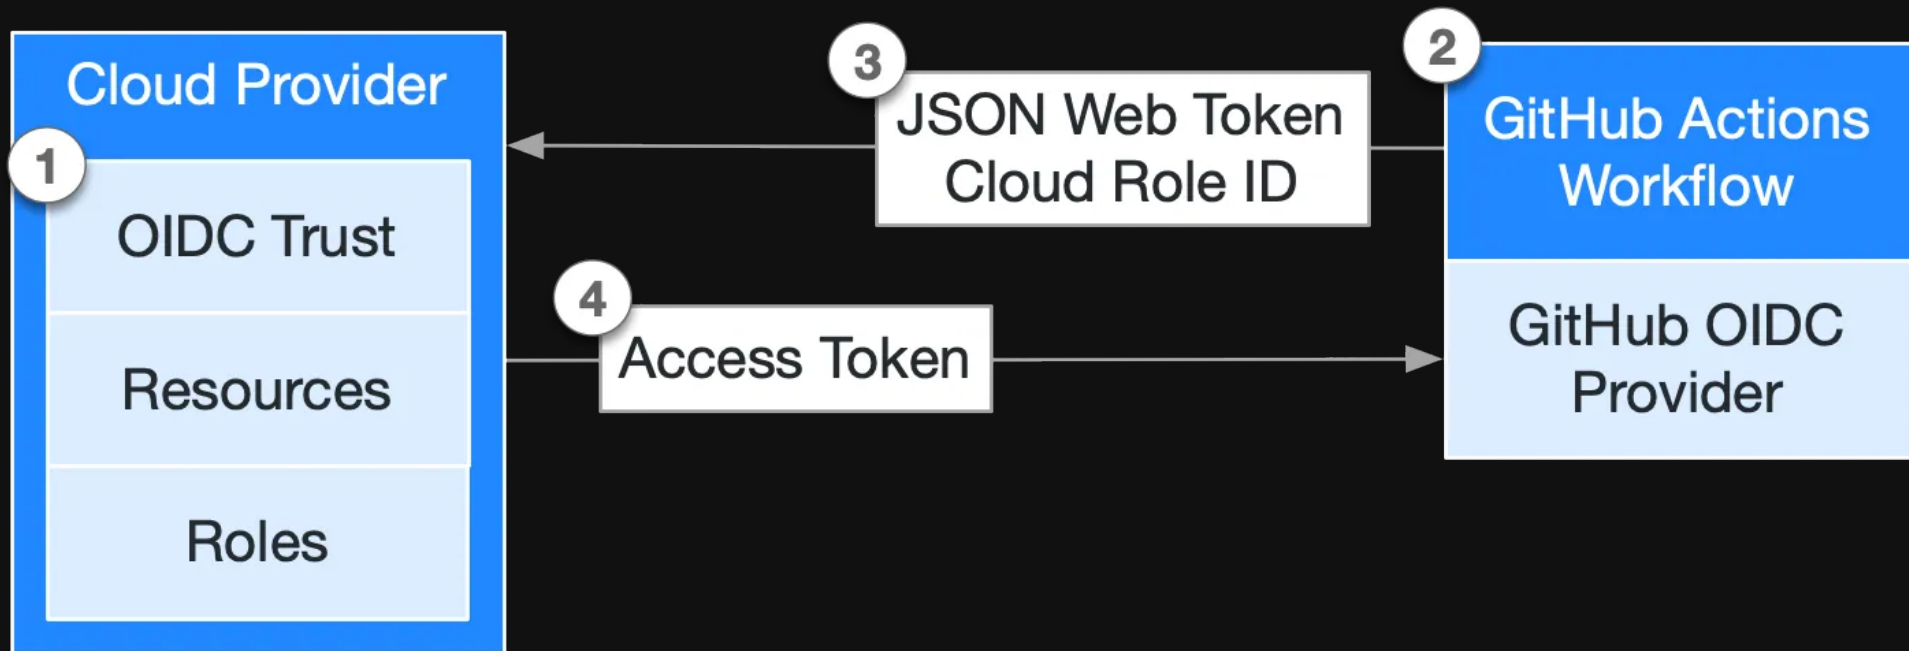 Cloud Provider
1
OIDC Trust
Resources
Roles
3
JSON Web Token
Cloud Role ID
4
Access Token
2
GitHub Actions
Workflow
GitHub OIDC
Provider